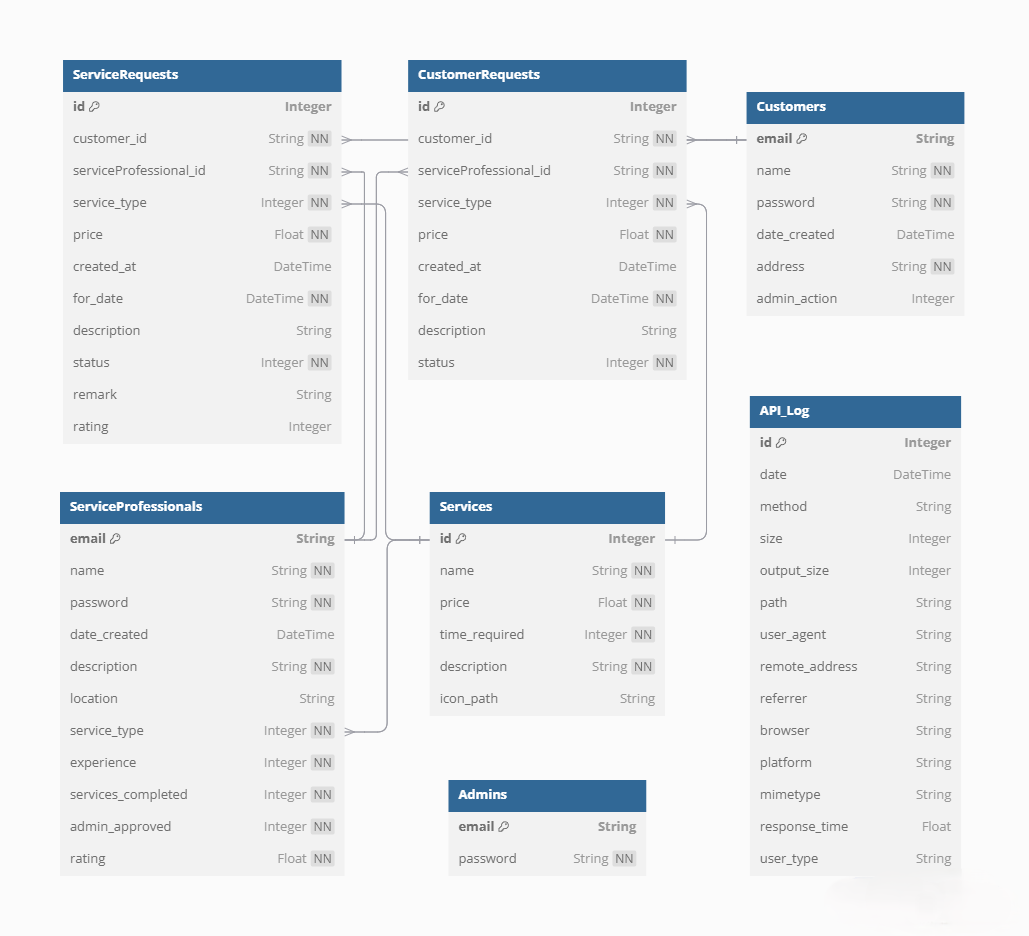 ServiceRequests
id Integer
customer_id String NN
serviceProfessional_id String NN
service_type Integer NN
price Float NN
created_at DateTime
for_date DateTime NN
description String
status Integer NN
remark String
rating Integer
CustomerRequests
id Integer
customer_id String NN
serviceProfessional_id String NN
service_type Integer NN
price Float NN
created_at DateTime
for_date DateTime NN
description String
status Integer NN
Customers
email String
name String NN
password String NN
date_created DateTime
address String NN
admin_action Integer
API_Log
id Integer
date DateTime
method String
size Integer
output_size Integer
path String
user_agent String
remote_address String
referrer String
browser String
platform String
mimetype String
response_time Float
user_type String
ServiceProfessionals
email String
name String NN
password String NN
date_created DateTime
description String NN
location String
service_type Integer NN
experience Integer NN
services_completed Integer NN
admin_approved Integer NN
rating Float NN
Services
id Integer
name String NN
price Float NN
time_required Integer NN
description String NN
icon_path String
Admins
email String
password String NN